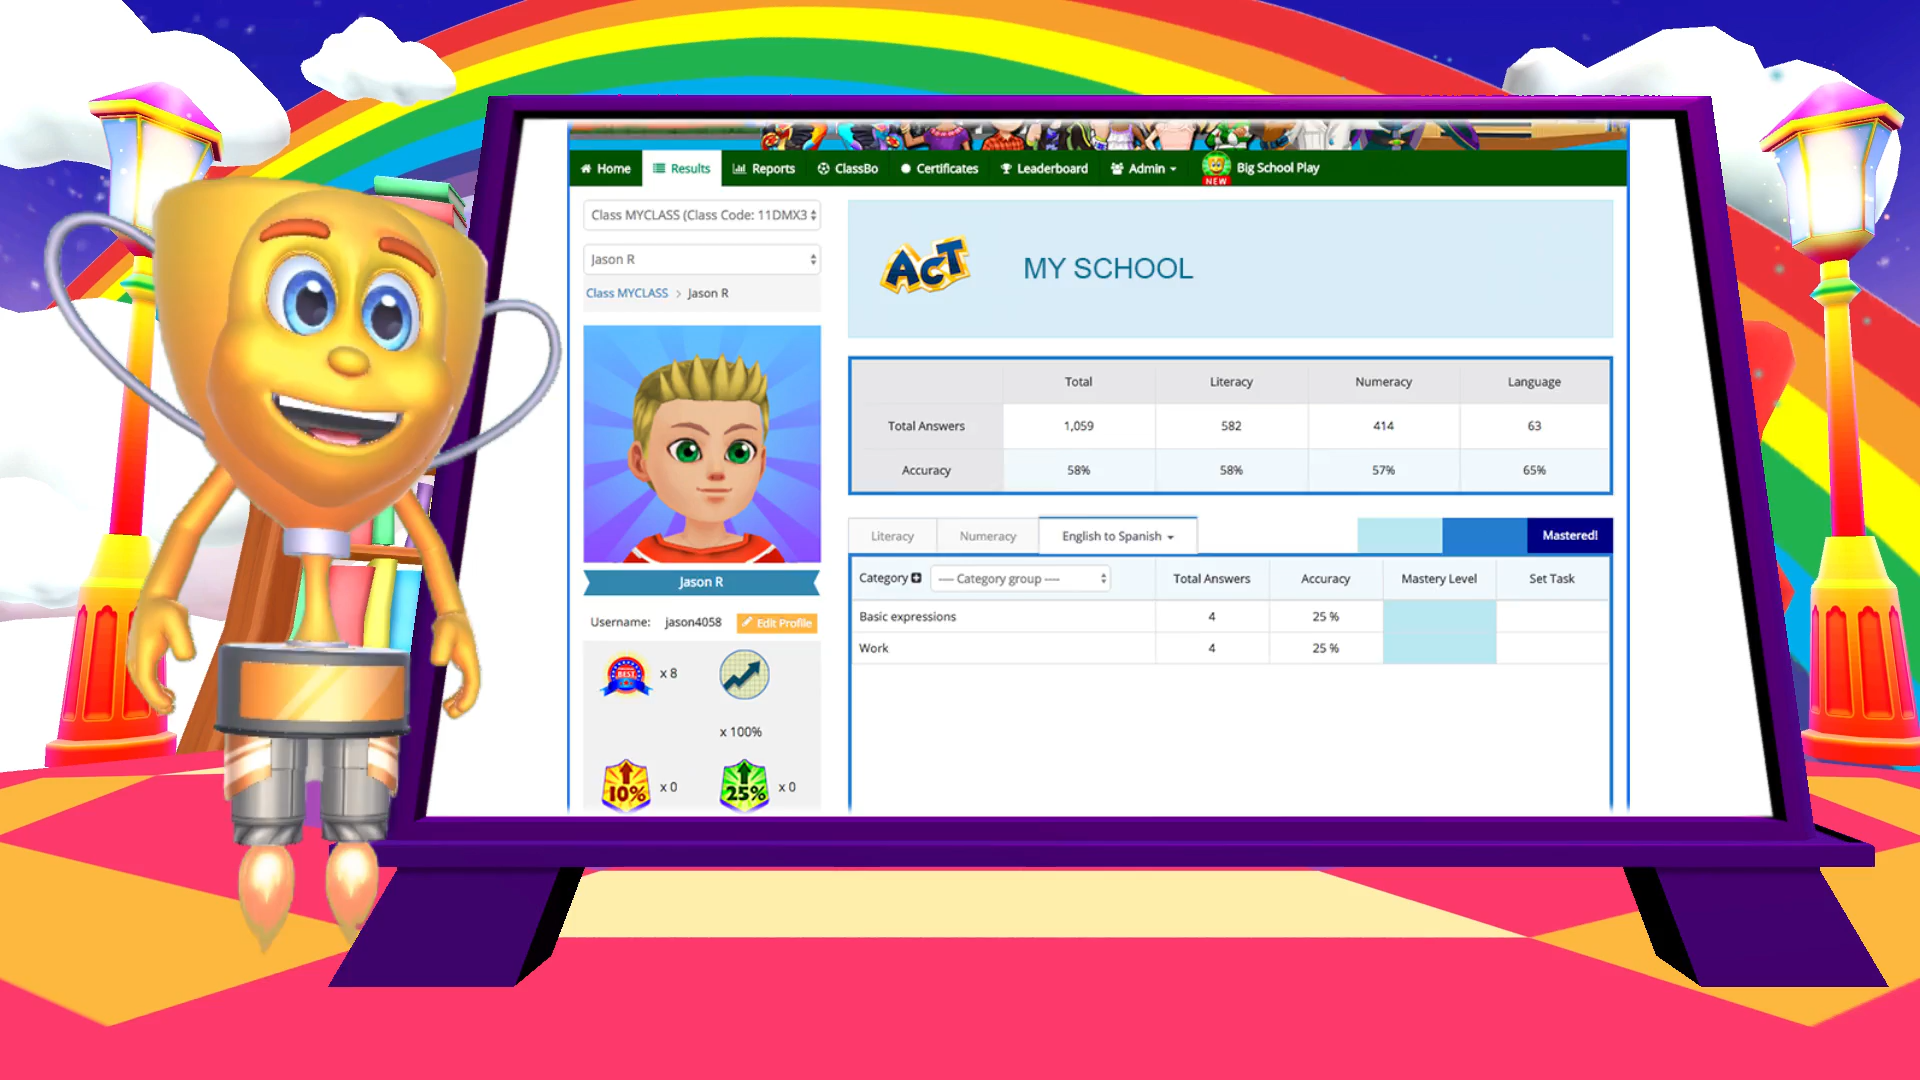 Home Results Reports ClassBo Certificates Leaderboard Admin NEW Big School Play
Class MYCLASS (Class Code: 11DMX3
Jason R
Class MYCLASS > Jason R
ACT MY SCHOOL
Total Literacy Numeracy Language
Total Answers 1,059 582 414 63
Accuracy 58% 58% 57% 65%
Literacy Numeracy English to Spanish Mastered!
Category ---- Category group ---- Total Answers Accuracy Mastery Level Set Task
Basic expressions 4 25 %
Work 4 25 %
Jason R
Username: jason4058 Edit Profile
BEST x 8
x 100%
10% x 0 25% x 0